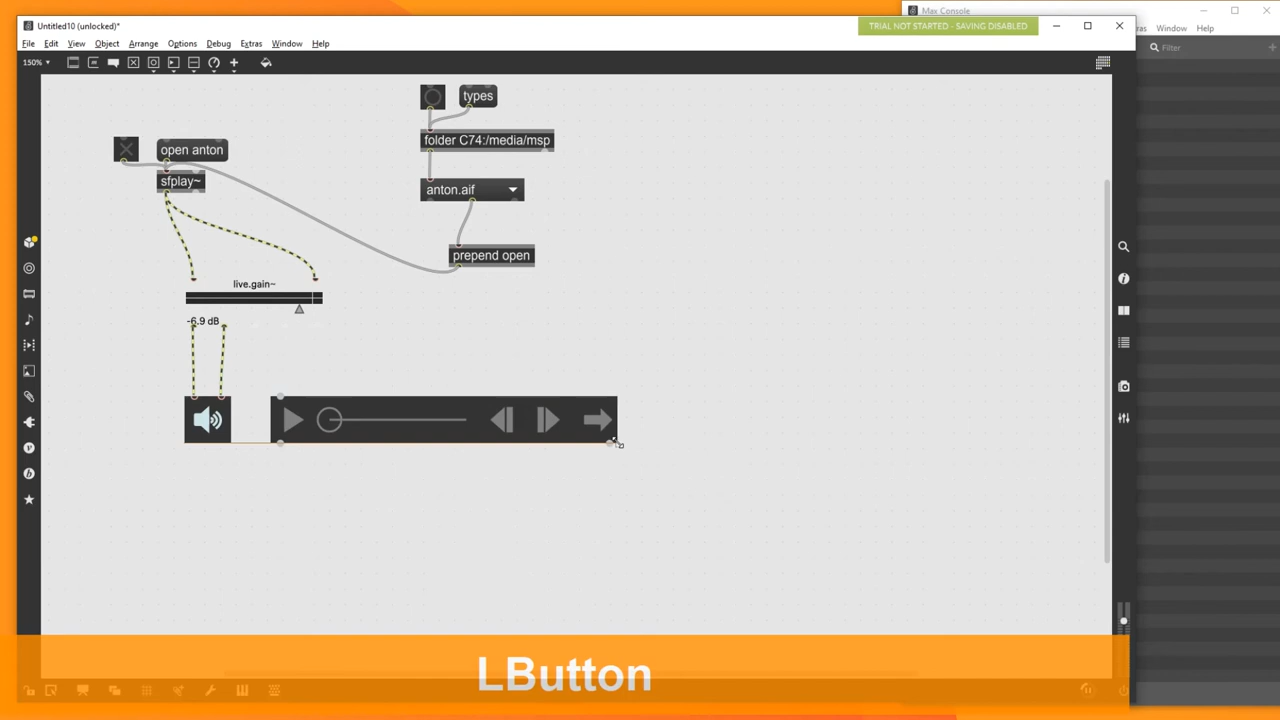 Max Console
Untitled10 (unlocked)*
TRIAL NOT STARTED - SAVING DISABLED
File Edit View Object Arrange Options Debug Extras Window Help
ras Window Help
150%
Filter
types
folder C74:/media/msp
open anton
sfplay~
anton.aif
prepend open
live.gain~
-6.9 dB
LButton